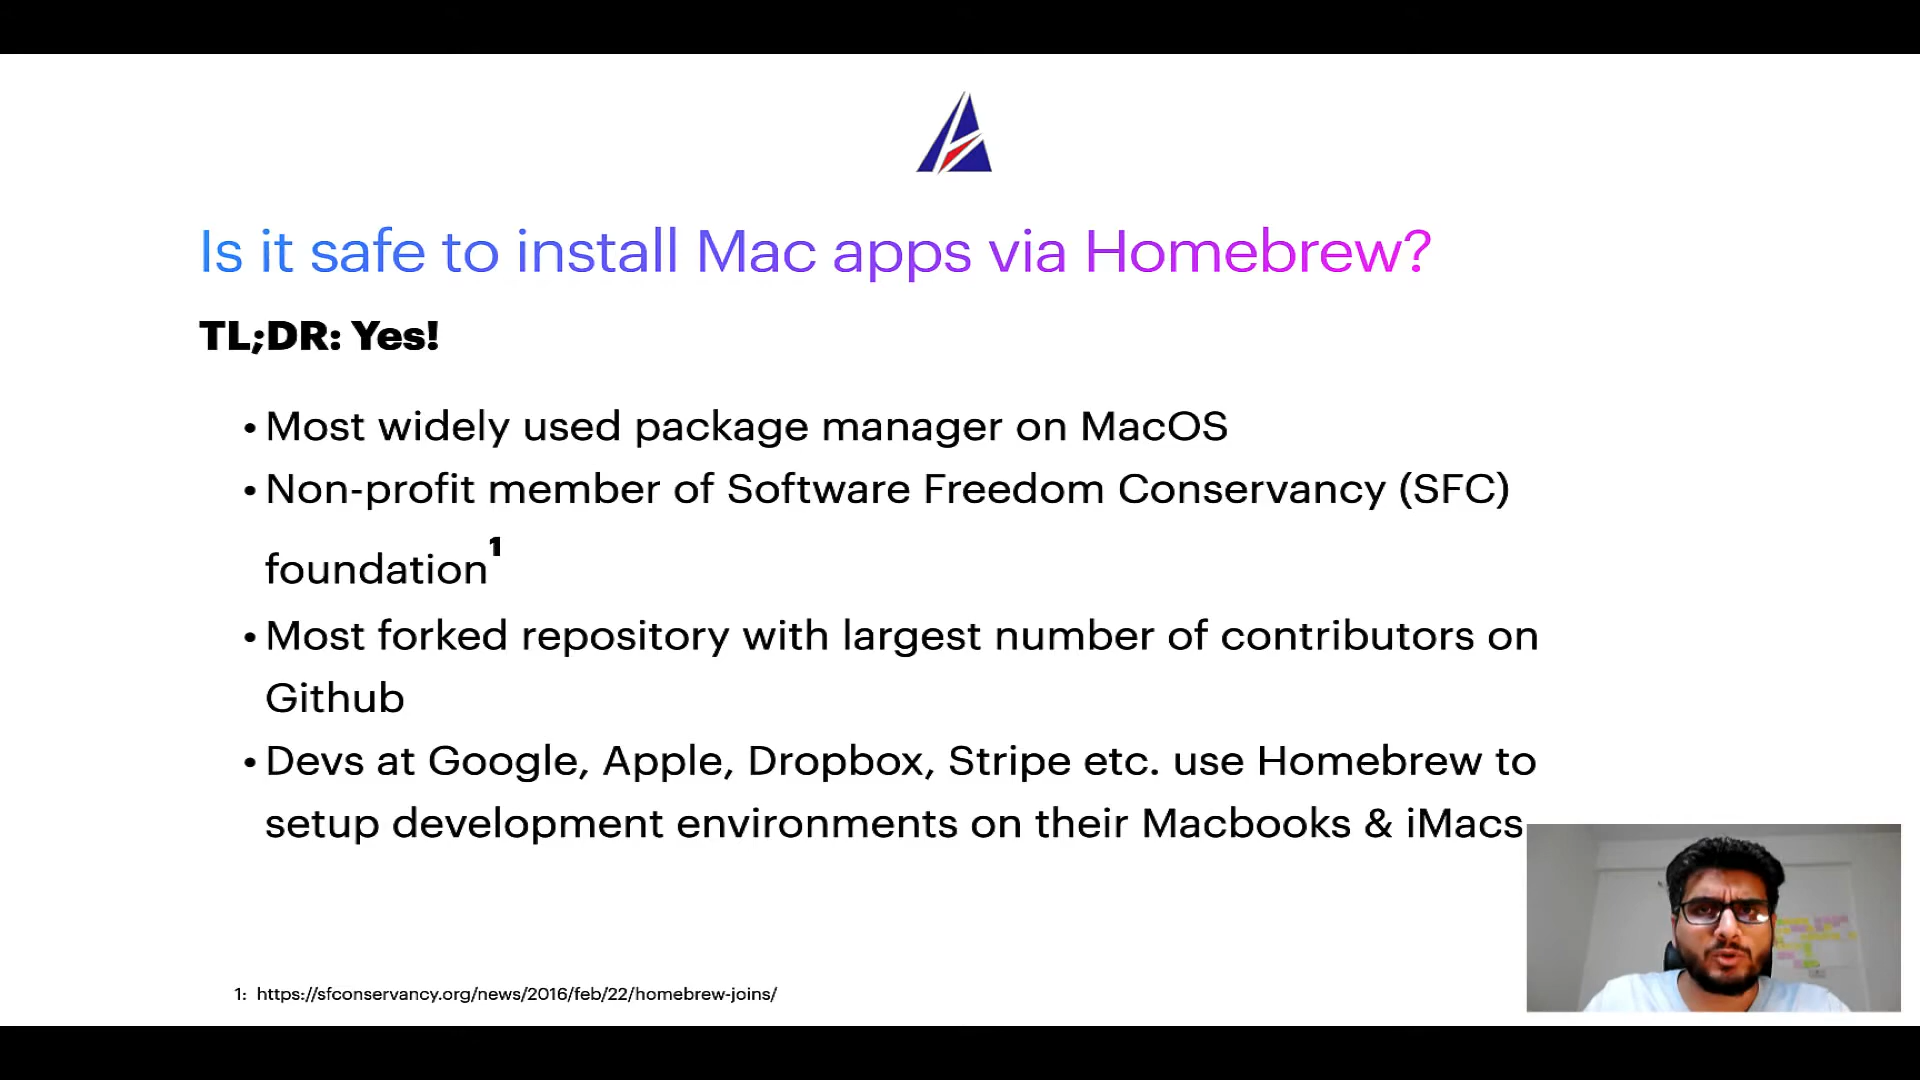 Is it safe to install Mac apps via Homebrew?
TL;DR: Yes!
• Most widely used package manager on MacOS
• Non-profit member of Software Freedom Conservancy (SFC)
foundation¹
• Most forked repository with largest number of contributors on
Github
• Devs at Google, Apple, Dropbox, Stripe etc. use Homebrew to
setup development environments on their Macbooks & iMacs
1: https://sfconservancy.org/news/2016/feb/22/homebrew-joins/